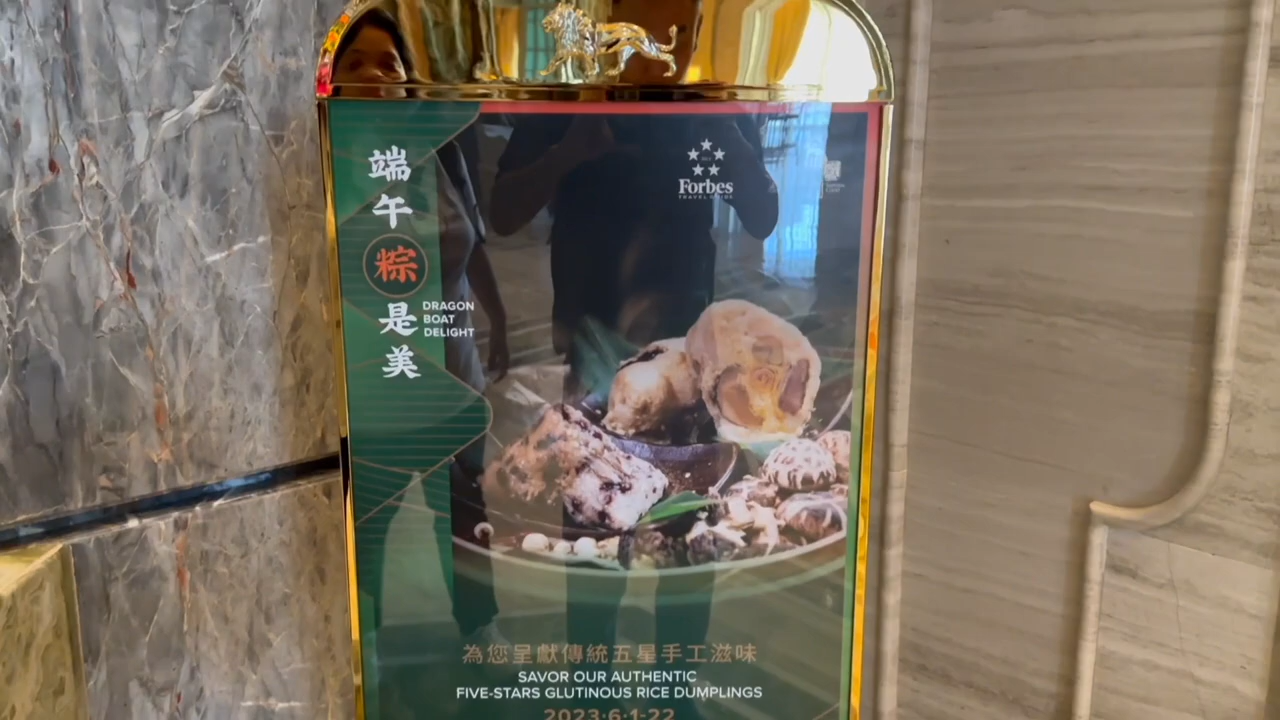 端午粽是美
DRAGON
BOAT
DELIGHT
Forbes
TRAVEL GUIDE
為您呈獻傳統五星手工滋味
SAVOR OUR AUTHENTIC
FIVE-STARS GLUTINOUS RICE DUMPLINGS
2023·6·1-22